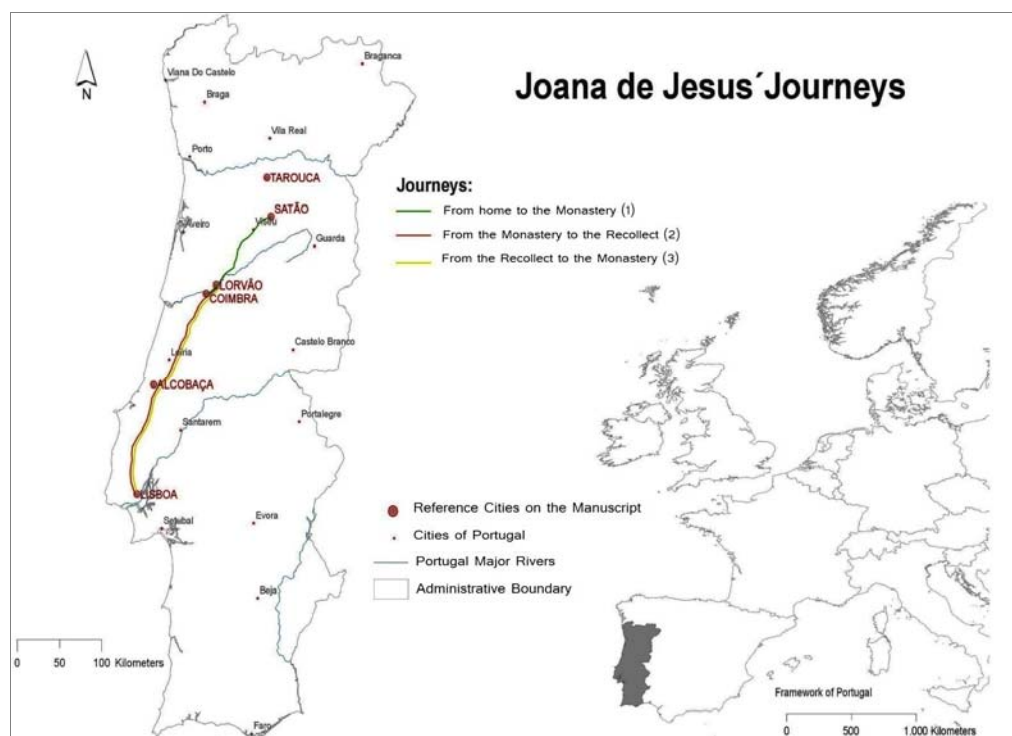 Joana de Jesus´Journeys
N
Braganca
Viana Do Castelo
Braga
Vila Real
Porto
TAROUCA
SATÃO
Viseu
Aveiro
Guarda
LORVÃO
COIMBRA
Leiria
Castelo Branco
ALCOBAÇA
Santarem
Portalegre
LISBOA
Setubal
Evora
Beja
Faro
0 50 100 Kilometers
Journeys:
From home to the Monastery (1)
From the Monastery to the Recollect (2)
From the Recollect to the Monastery (3)
Reference Cities on the Manuscript
Cities of Portugal
Portugal Major Rivers
Administrative Boundary
Framework of Portugal
0 500 1.000 Kilometers